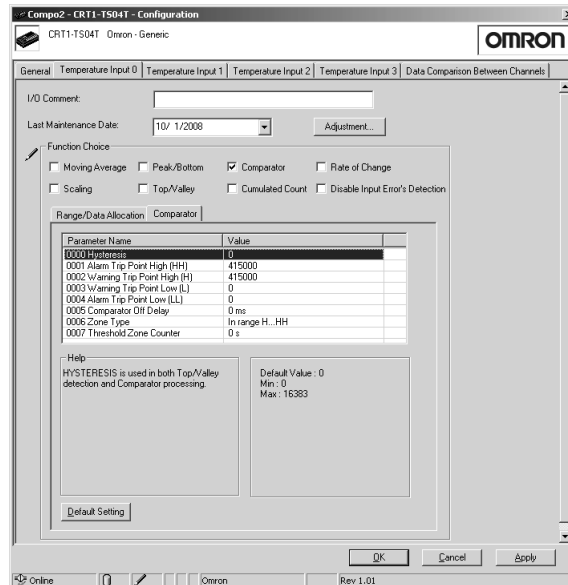 Compo2 - CRT1-TS04T - Configuration
CRT1-TS04T Omron - Generic
OMRON
General Temperature Input 0 Temperature Input 1 Temperature Input 2 Temperature Input 3 Data Comparison Between Channels
I/O Comment:
Last Maintenance Date: 10/ 1/2008 Adjustment...
Function Choice
Moving Average Peak/Bottom Comparator Rate of Change
Scaling Top/Valley Cumulated Count Disable Input Error's Detection
Range/Data Allocation Comparator
Parameter Name Value
0000 Hysteresis 0
0001 Alarm Trip Point High (HH) 415000
0002 Warning Trip Point High (H) 415000
0003 Warning Trip Point Low (L) 0
0004 Alarm Trip Point Low (LL) 0
0005 Comparator Off Delay 0 ms
0006 Zone Type In range H...HH
0007 Threshold Zone Counter 0 s
Help
HYSTERESIS is used in both Top/Valley
detection and Comparator processing.
Default Value : 0
Min : 0
Max : 16383
Default Setting
OK Cancel Apply
Online Omron Rev 1.01